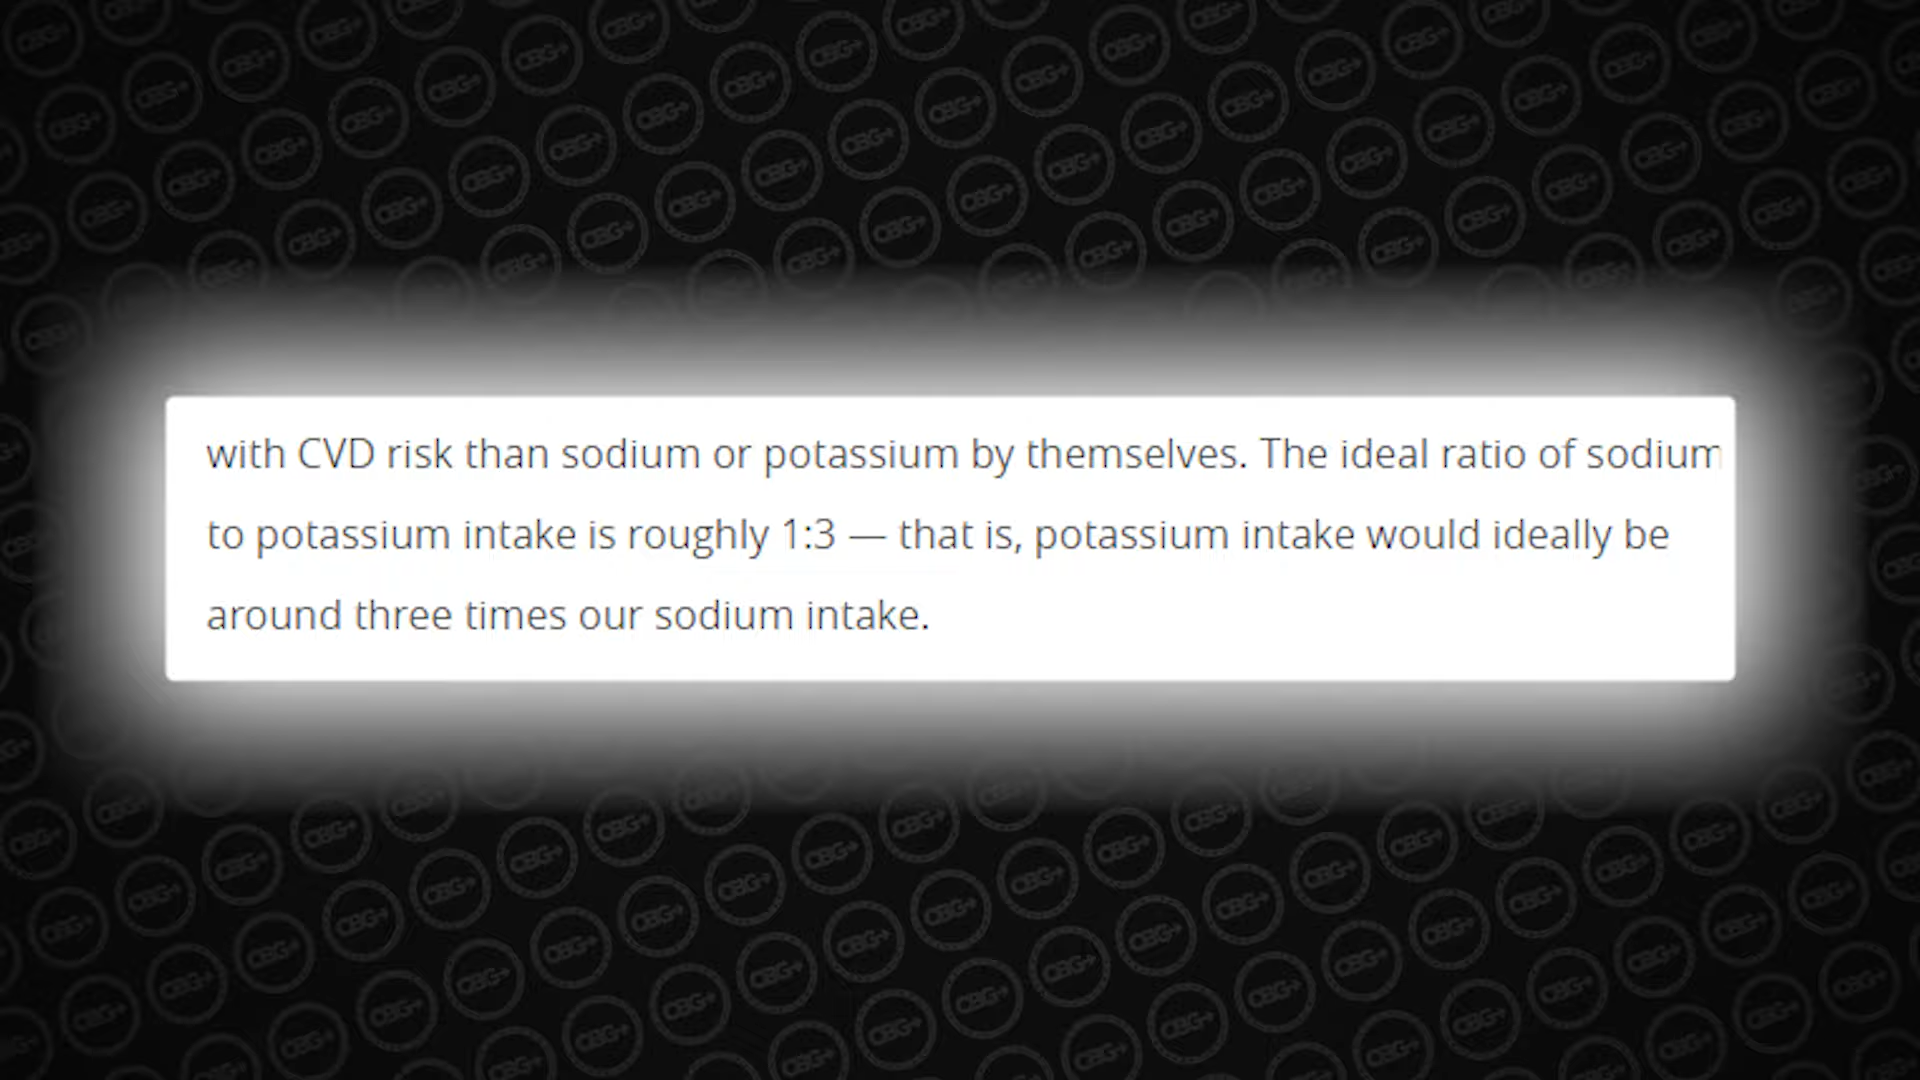 with CVD risk than sodium or potassium by themselves. The ideal ratio of sodium
to potassium intake is roughly 1:3 — that is, potassium intake would ideally be
around three times our sodium intake.